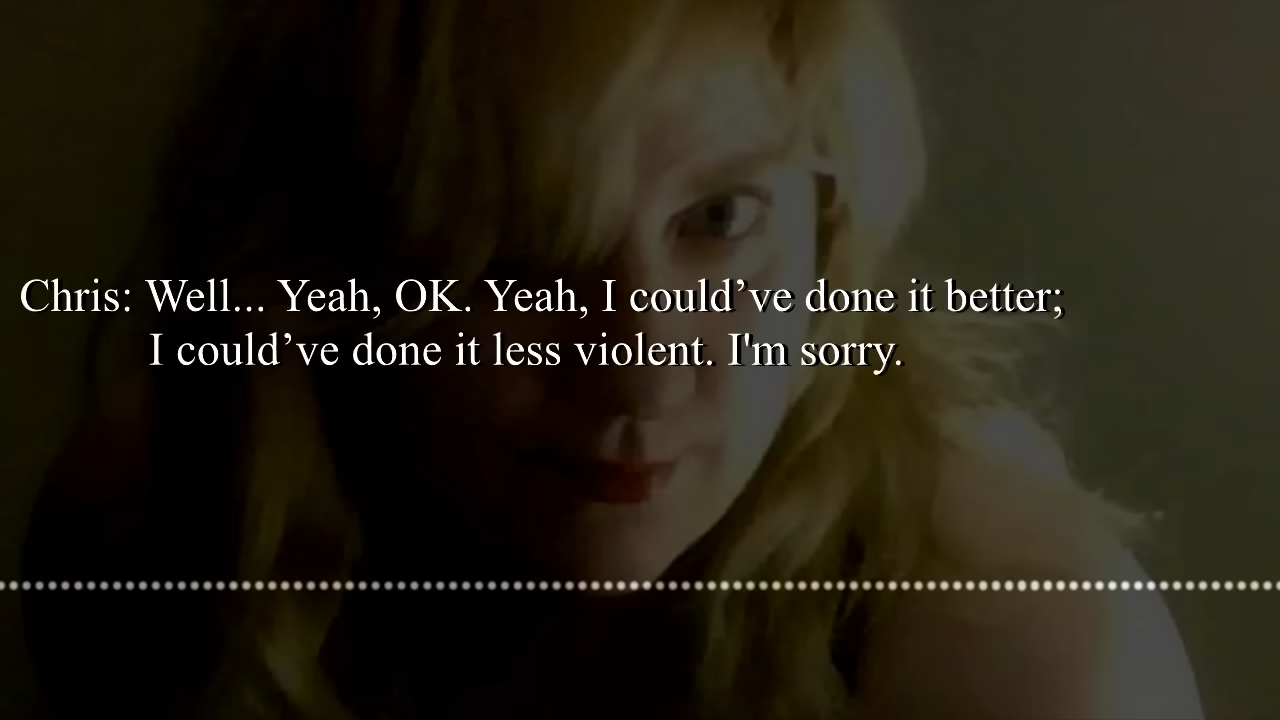 Chris: Well... Yeah, OK. Yeah, I could’ve done it better;
I could’ve done it less violent. I'm sorry.